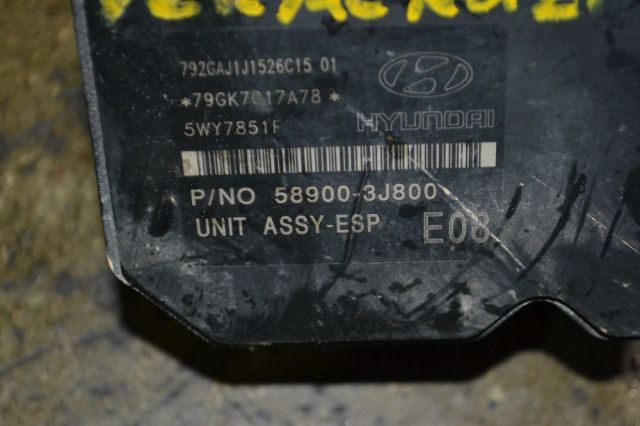 792GAJ1J1526C15 01
*79GK7C17A78*
5WY7851F
HYUNDAI
P/NO 58900-3J800
UNIT ASSY-ESP E08